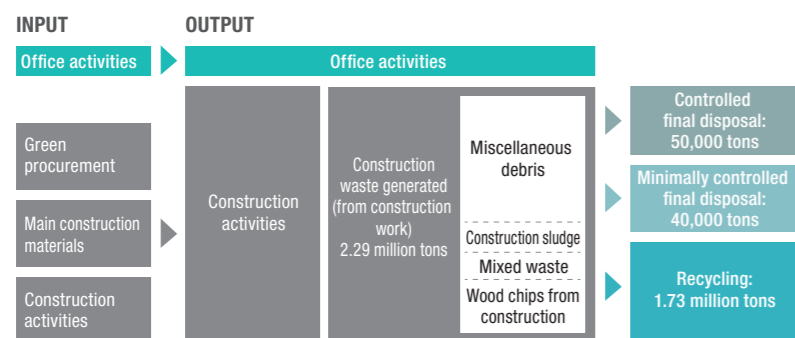 INPUT
OUTPUT
Office activities
Office activities
Green
procurement
Main construction
materials
Construction
activities
Construction
activities
Construction
waste generated
(from construction
work)
2.29 million tons
Miscellaneous
debris
Construction sludge
Mixed waste
Wood chips from
construction
Controlled
final disposal:
50,000 tons
Minimally controlled
final disposal:
40,000 tons
Recycling:
1.73 million tons